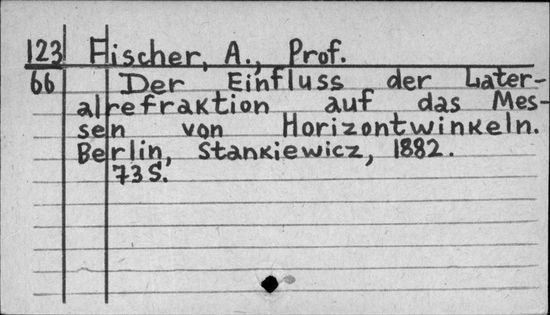 123 Fischer, A., Prof.
66 Der Einfluss der Later-
alrefraktion auf das Mes-
sen von Horizontwinkeln.
Berlin, Stankiewicz, 1882.
73 S.